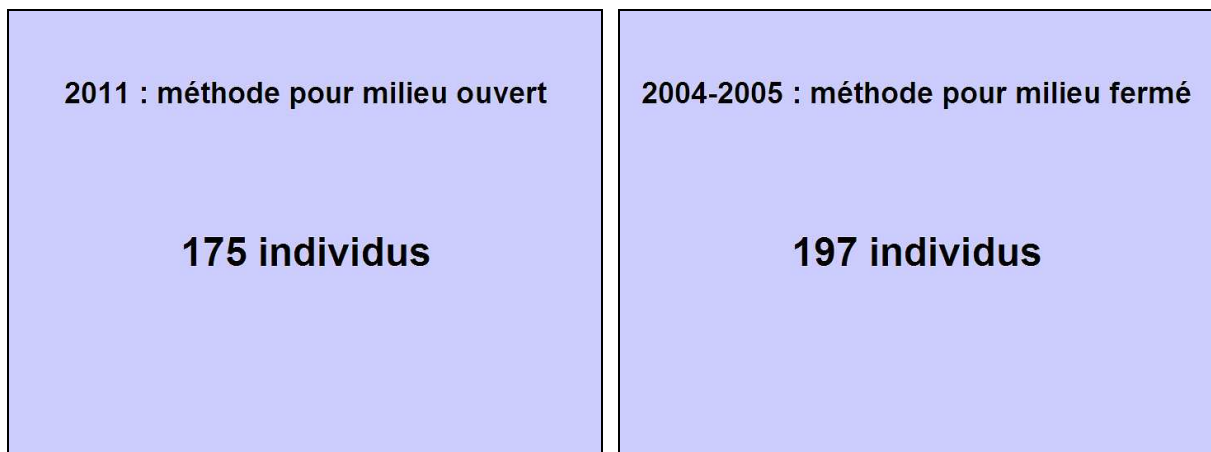 2011 : méthode pour milieu ouvert
175 individus
2004-2005 : méthode pour milieu fermé
197 individus